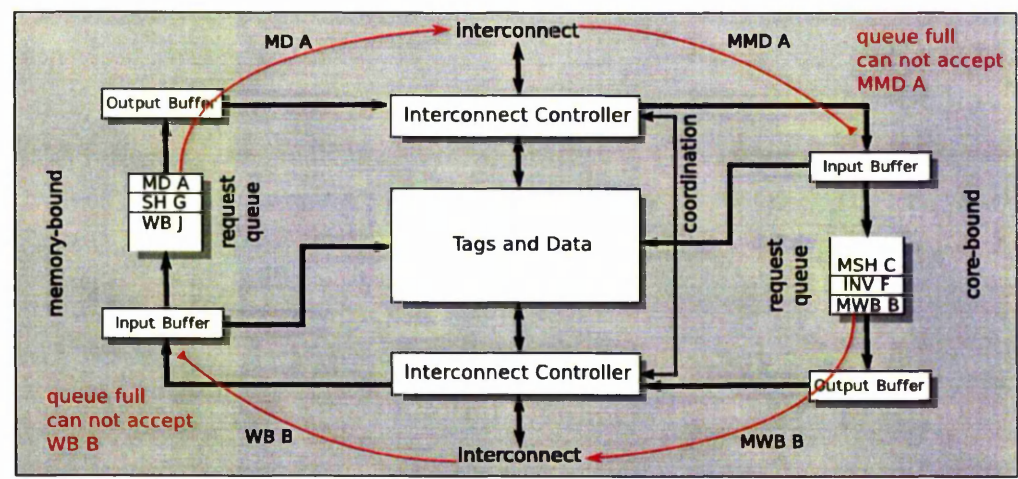 Interconnect
MD A
MMD A
queue full
can not accept
MMD A
Output Buffer
Interconnect Controller
coordination
Input Buffer
memory-bound
MD A
SH G
WB J
request
queue
Tags and Data
request
queue
MSH C
INV F
MWB B
core-bound
Input Buffer
Interconnect Controller
Output Buffer
queue full
can not accept
WB B
WB B
MWB B
Interconnect